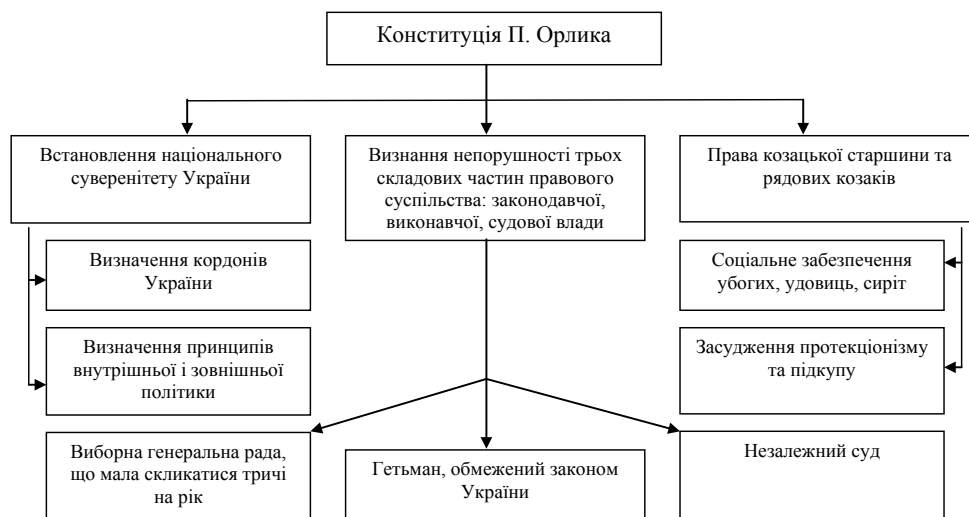 Конституція П. Орлика
Встановлення національного
суверенітету України
Визнання непорушності трьох
складових частин правового
суспільства: законодавчої,
виконавчої, судової влади
Права козацької старшини та
рядових козаків
Визначення кордонів
України
Соціальне забезпечення
убогих, удовиць, сиріт
Визначення принципів
внутрішньої і зовнішньої
політики
Засудження протекціонізму
та підкупу
Виборна генеральна рада,
що мала скликатися тричі
на рік
Гетьман, обмежений законом
України
Незалежний суд